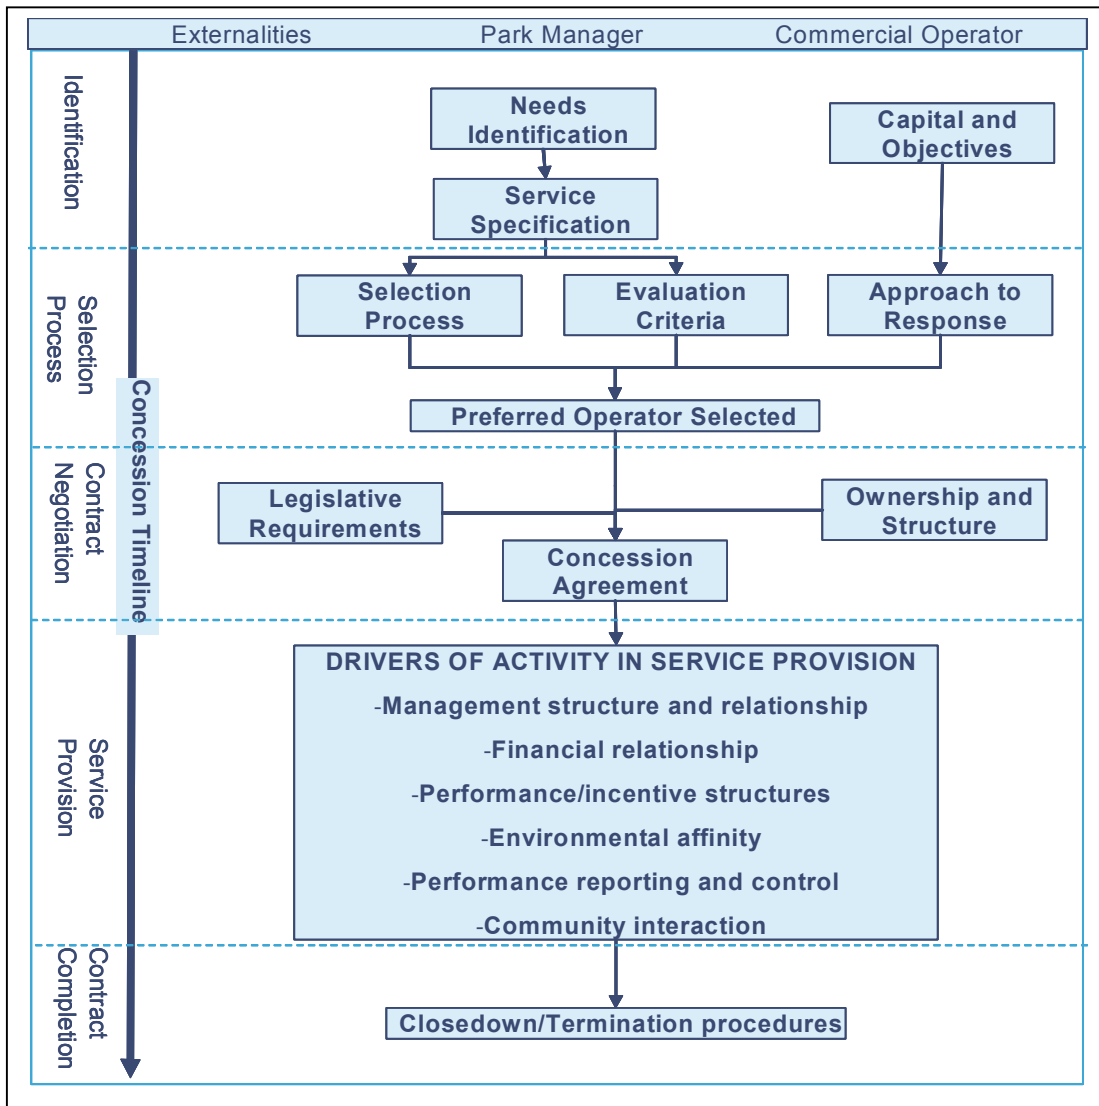 Externalities Park Manager Commercial Operator
Identification
Needs
Identification
Capital and
Objectives
Service
Specification
Selection
Process
Selection
Process
Evaluation
Criteria
Approach to
Response
Preferred Operator Selected
Concession Timeline
Contract
Negotiation
Legislative
Requirements
Ownership and
Structure
Concession
Agreement
Service
Provision
DRIVERS OF ACTIVITY IN SERVICE PROVISION
-Management structure and relationship
-Financial relationship
-Performance/incentive structures
-Environmental affinity
-Performance reporting and control
-Community interaction
Contract
Completion
Closedown/Termination procedures